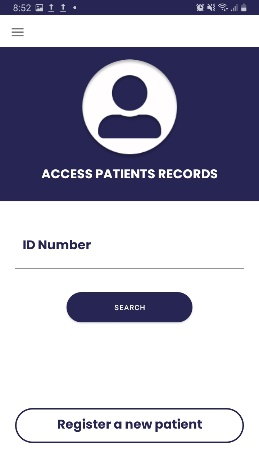 8:52
ACCESS PATIENTS RECORDS
ID Number
SEARCH
Register a new patient